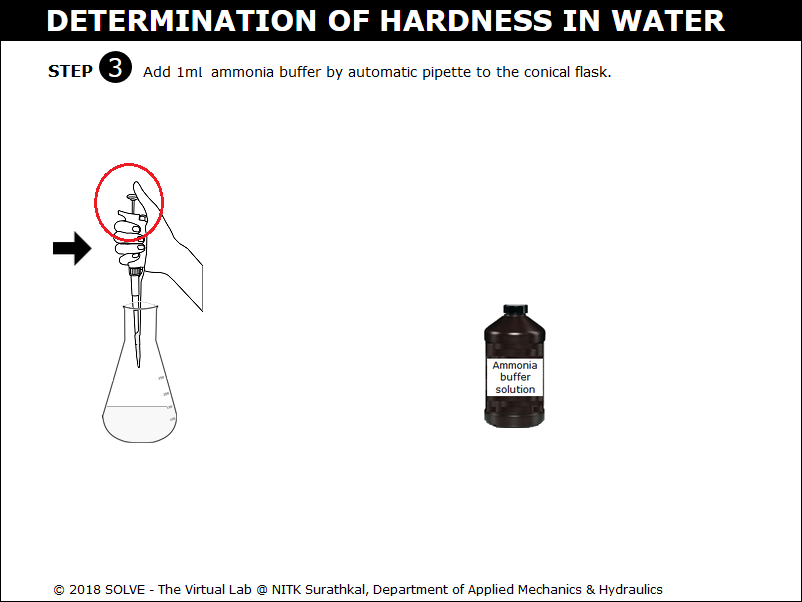 DETERMINATION OF HARDNESS IN WATER
STEP 3 Add 1mL ammonia buffer by automatic pipette to the conical flask.
Ammonia
buffer
solution
© 2018 SOLVE - The Virtual Lab @ NITK Surathkal, Department of Applied Mechanics & Hydraulics